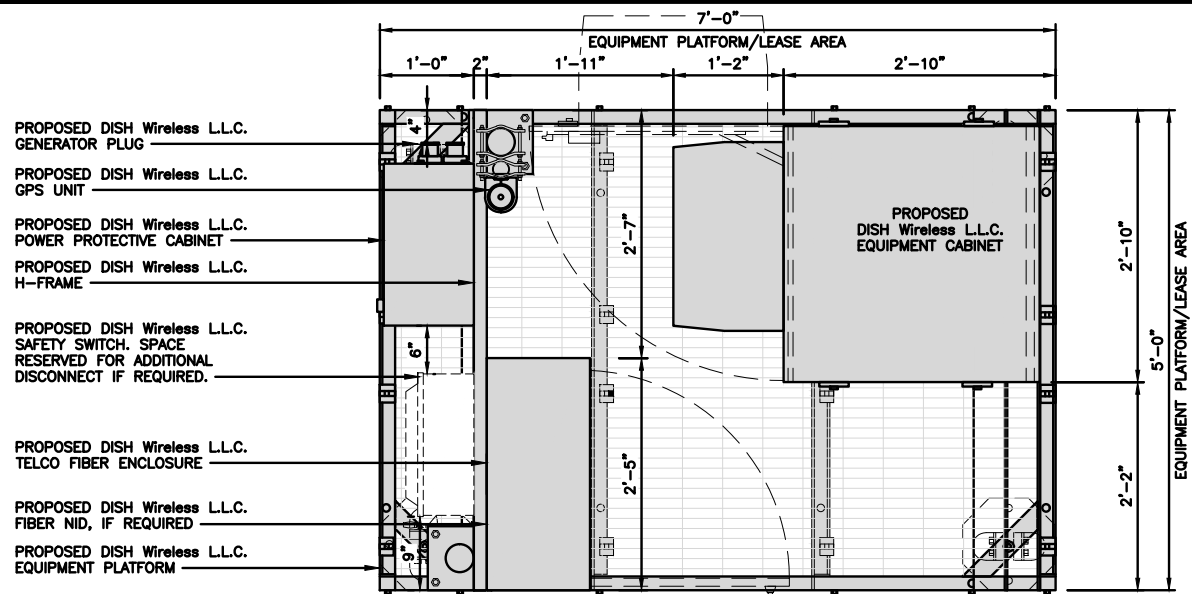 7'-0"
EQUIPMENT PLATFORM/LEASE AREA
1'-0"
2"
1'-11"
1'-2"
2'-10"
PROPOSED DISH Wireless L.L.C.
GENERATOR PLUG
PROPOSED DISH Wireless L.L.C.
GPS UNIT
PROPOSED DISH Wireless L.L.C.
POWER PROTECTIVE CABINET
PROPOSED DISH Wireless L.L.C.
H-FRAME
PROPOSED DISH Wireless L.L.C.
SAFETY SWITCH. SPACE
RESERVED FOR ADDITIONAL
DISCONNECT IF REQUIRED.
PROPOSED DISH Wireless L.L.C.
TELCO FIBER ENCLOSURE
PROPOSED DISH Wireless L.L.C.
FIBER NID, IF REQUIRED
PROPOSED DISH Wireless L.L.C.
EQUIPMENT PLATFORM
4"
6"
9"
2'-7"
2'-5"
PROPOSED
DISH Wireless L.L.C.
EQUIPMENT CABINET
2'-10"
2'-2"
5'-0"
EQUIPMENT PLATFORM/LEASE AREA